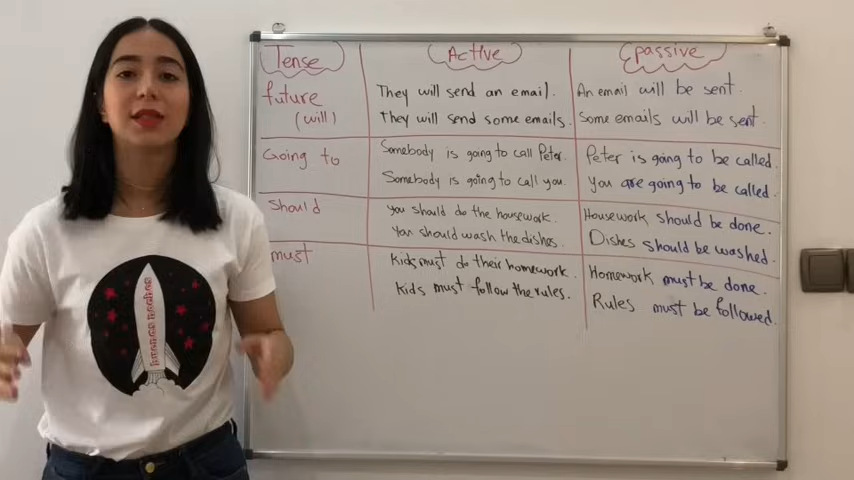 Tense Active passive
future They will send an email. An email will be sent.
(will) They will send some emails. Some emails will be sent.
Going to Somebody is going to call Peter. Peter is going to be called.
Somebody is going to call you. You are going to be called.
should you should do the housework. Housework should be done.
You should wash the dishes. Dishes should be washed.
must Kids must do their homework. Homework must be done.
Kids must follow the rules. Rules must be followed.